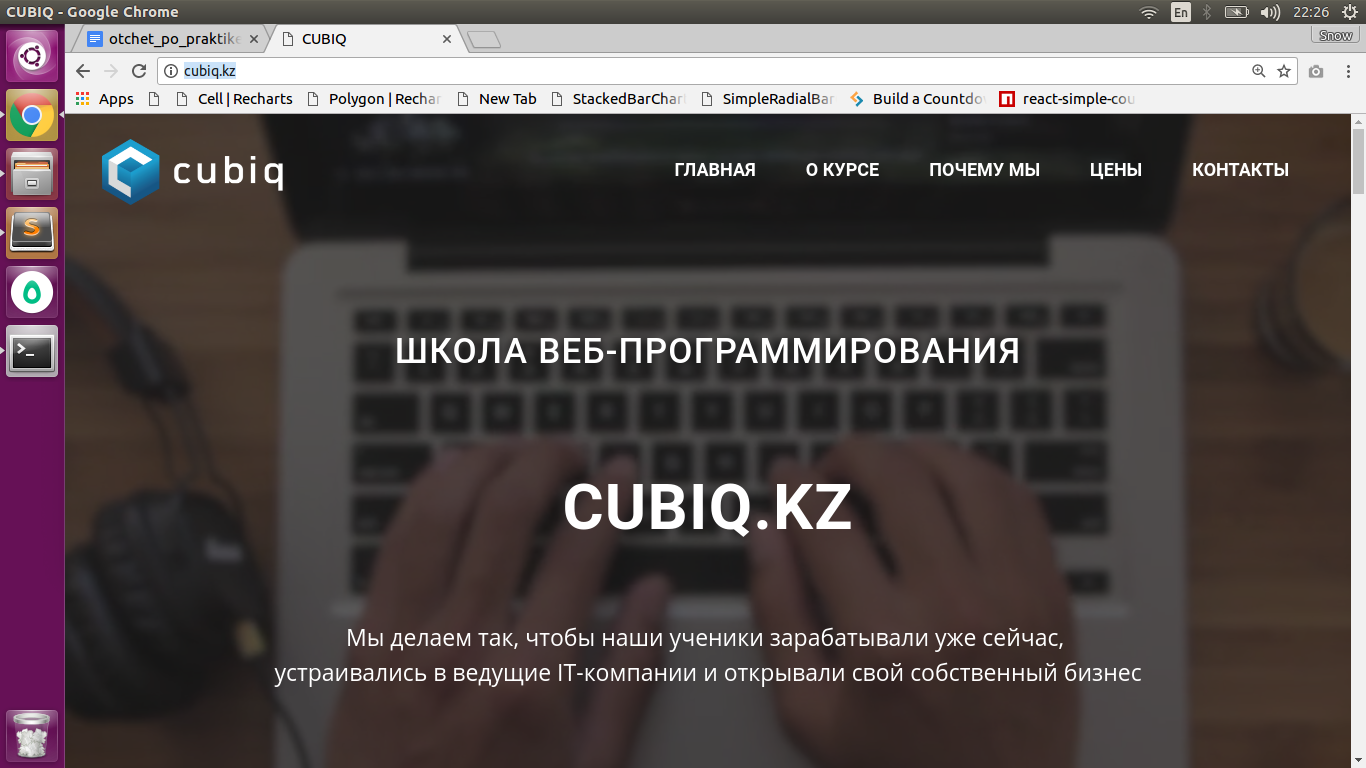 CUBIQ - Google Chrome
En
22:26
otchet_po_praktike
CUBIQ
Snow
cubiq.kz
Apps
Cell | Recharts
Polygon | Rechar
New Tab
StackedBarChar
SimpleRadialBar
Build a Countdo
react-simple-cou
cubiq
ГЛАВНАЯ
О КУРСЕ
ПОЧЕМУ МЫ
ЦЕНЫ
КОНТАКТЫ
ШКОЛА ВЕБ-ПРОГРАММИРОВАНИЯ
CUBIQ.KZ
Мы делаем так, чтобы наши ученики зарабатывали уже сейчас,
устраивались в ведущие IT-компании и открывали свой собственный бизнес